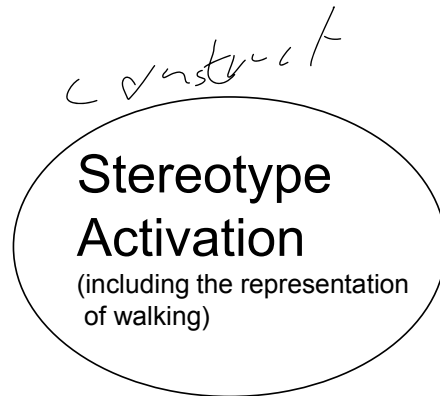 construct
Stereotype
Activation
(including the representation
of walking)